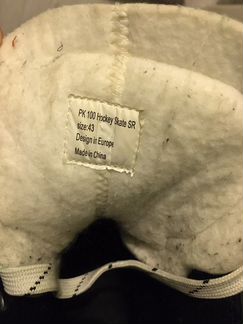 PK 100 Hockey Skate SR
size:43
Design in Europe
Made in China